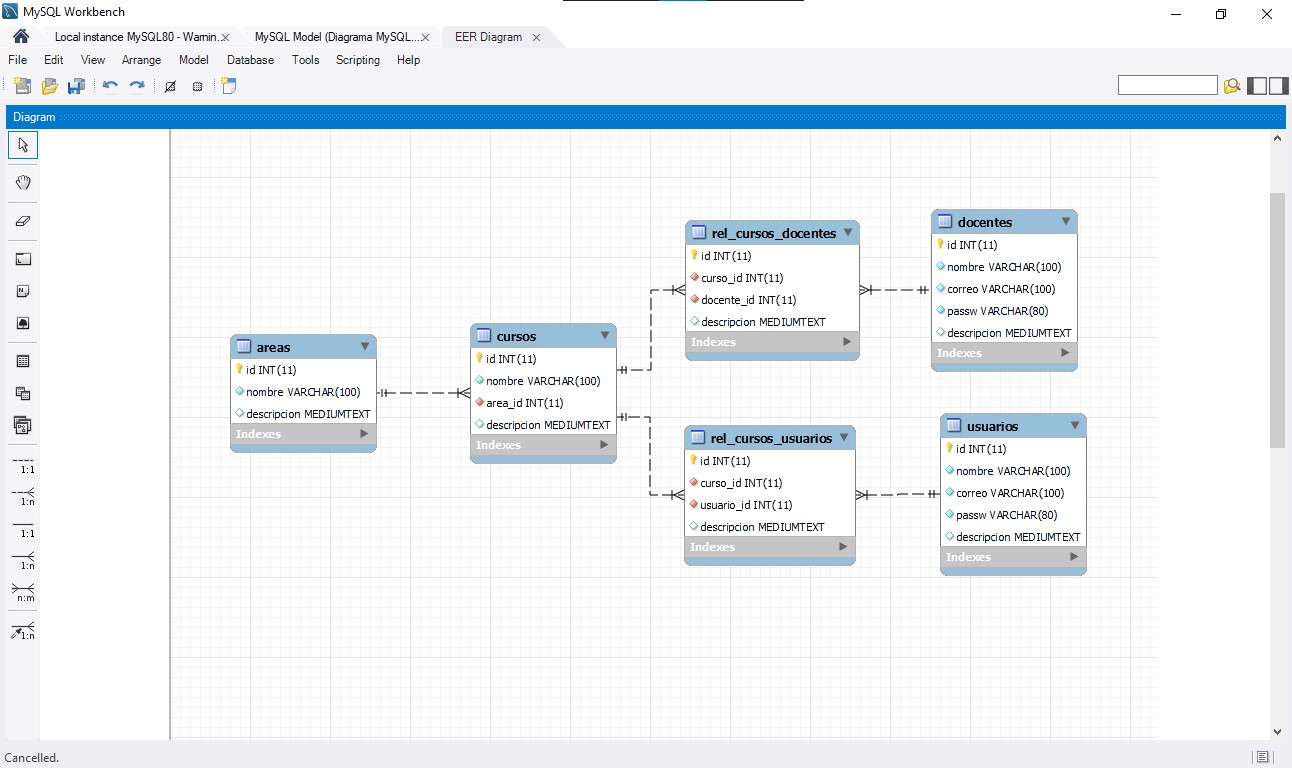 MySQL Workbench
Local instance MySQL80 - Warnin...
MySQL Model (Diagrama MySQL...
EER Diagram
File Edit View Arrange Model Database Tools Scripting Help
Diagram
areas
id INT(11)
nombre VARCHAR(100)
descripcion MEDIUMTEXT
Indexes
cursos
id INT(11)
nombre VARCHAR(100)
area_id INT(11)
descripcion MEDIUMTEXT
Indexes
rel_cursos_docentes
id INT(11)
curso_id INT(11)
docente_id INT(11)
descripcion MEDIUMTEXT
Indexes
docentes
id INT(11)
nombre VARCHAR(100)
correo VARCHAR(100)
passw VARCHAR(80)
descripcion MEDIUMTEXT
Indexes
rel_cursos_usuarios
id INT(11)
curso_id INT(11)
usuario_id INT(11)
descripcion MEDIUMTEXT
Indexes
usuarios
id INT(11)
nombre VARCHAR(100)
correo VARCHAR(100)
passw VARCHAR(80)
descripcion MEDIUMTEXT
Indexes
1:1
1:n
1:1
1:n
n:m
1:n
Cancelled.